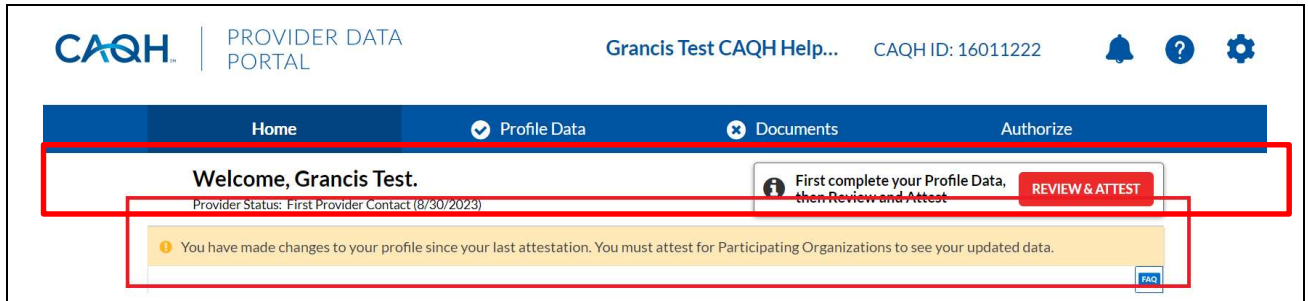 CAQH
PROVIDER DATA
PORTAL
Grancis Test CAQH Help...
CAQH ID: 16011222
?
Home
Profile Data
Documents
Authorize
Welcome, Grancis Test.
Provider Status: First Provider Contact (8/30/2023)
First complete your Profile Data,
then Review and Attest
REVIEW & ATTEST
You have made changes to your profile since your last attestation. You must attest for Participating Organizations to see your updated data.
FAQ